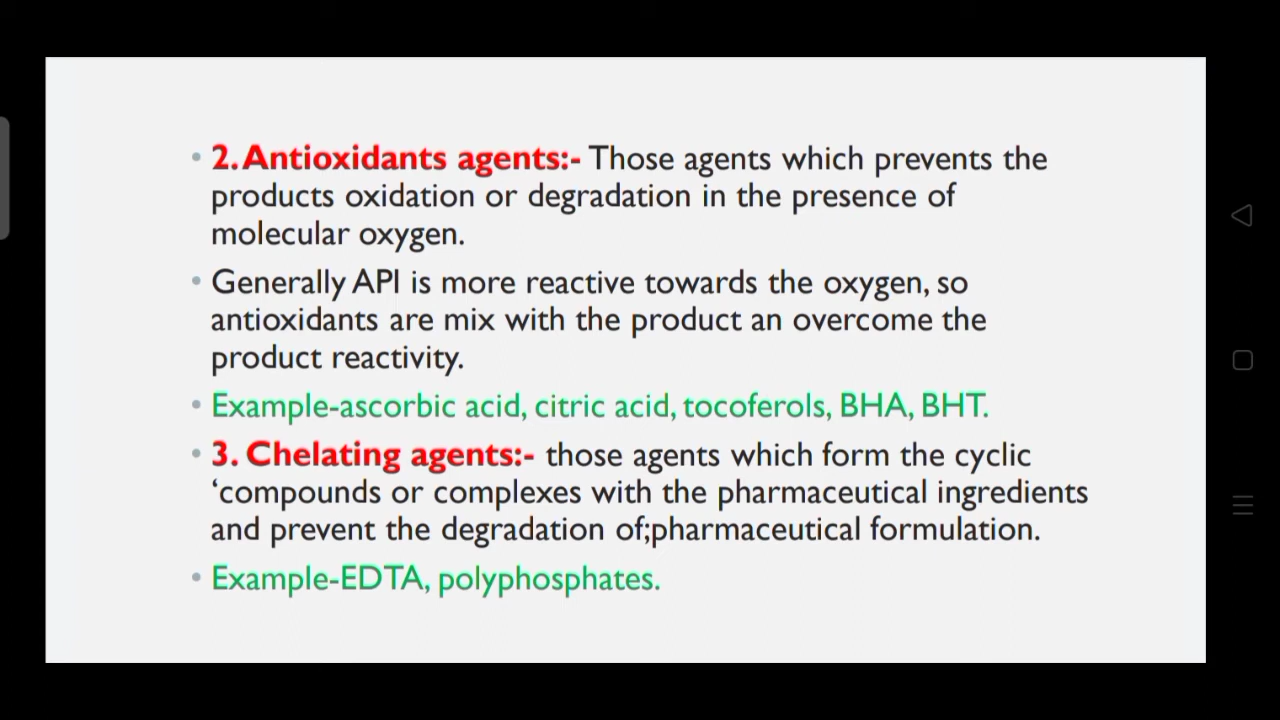 • 2. Antioxidants agents:- Those agents which prevents the
products oxidation or degradation in the presence of
molecular oxygen.
• Generally API is more reactive towards the oxygen, so
antioxidants are mix with the product an overcome the
product reactivity.
• Example-ascorbic acid, citric acid, tocoferols, BHA, BHT.
• 3. Chelating agents:- those agents which form the cyclic
‘compounds or complexes with the pharmaceutical ingredients
and prevent the degradation of;pharmaceutical formulation.
• Example-EDTA, polyphosphates.